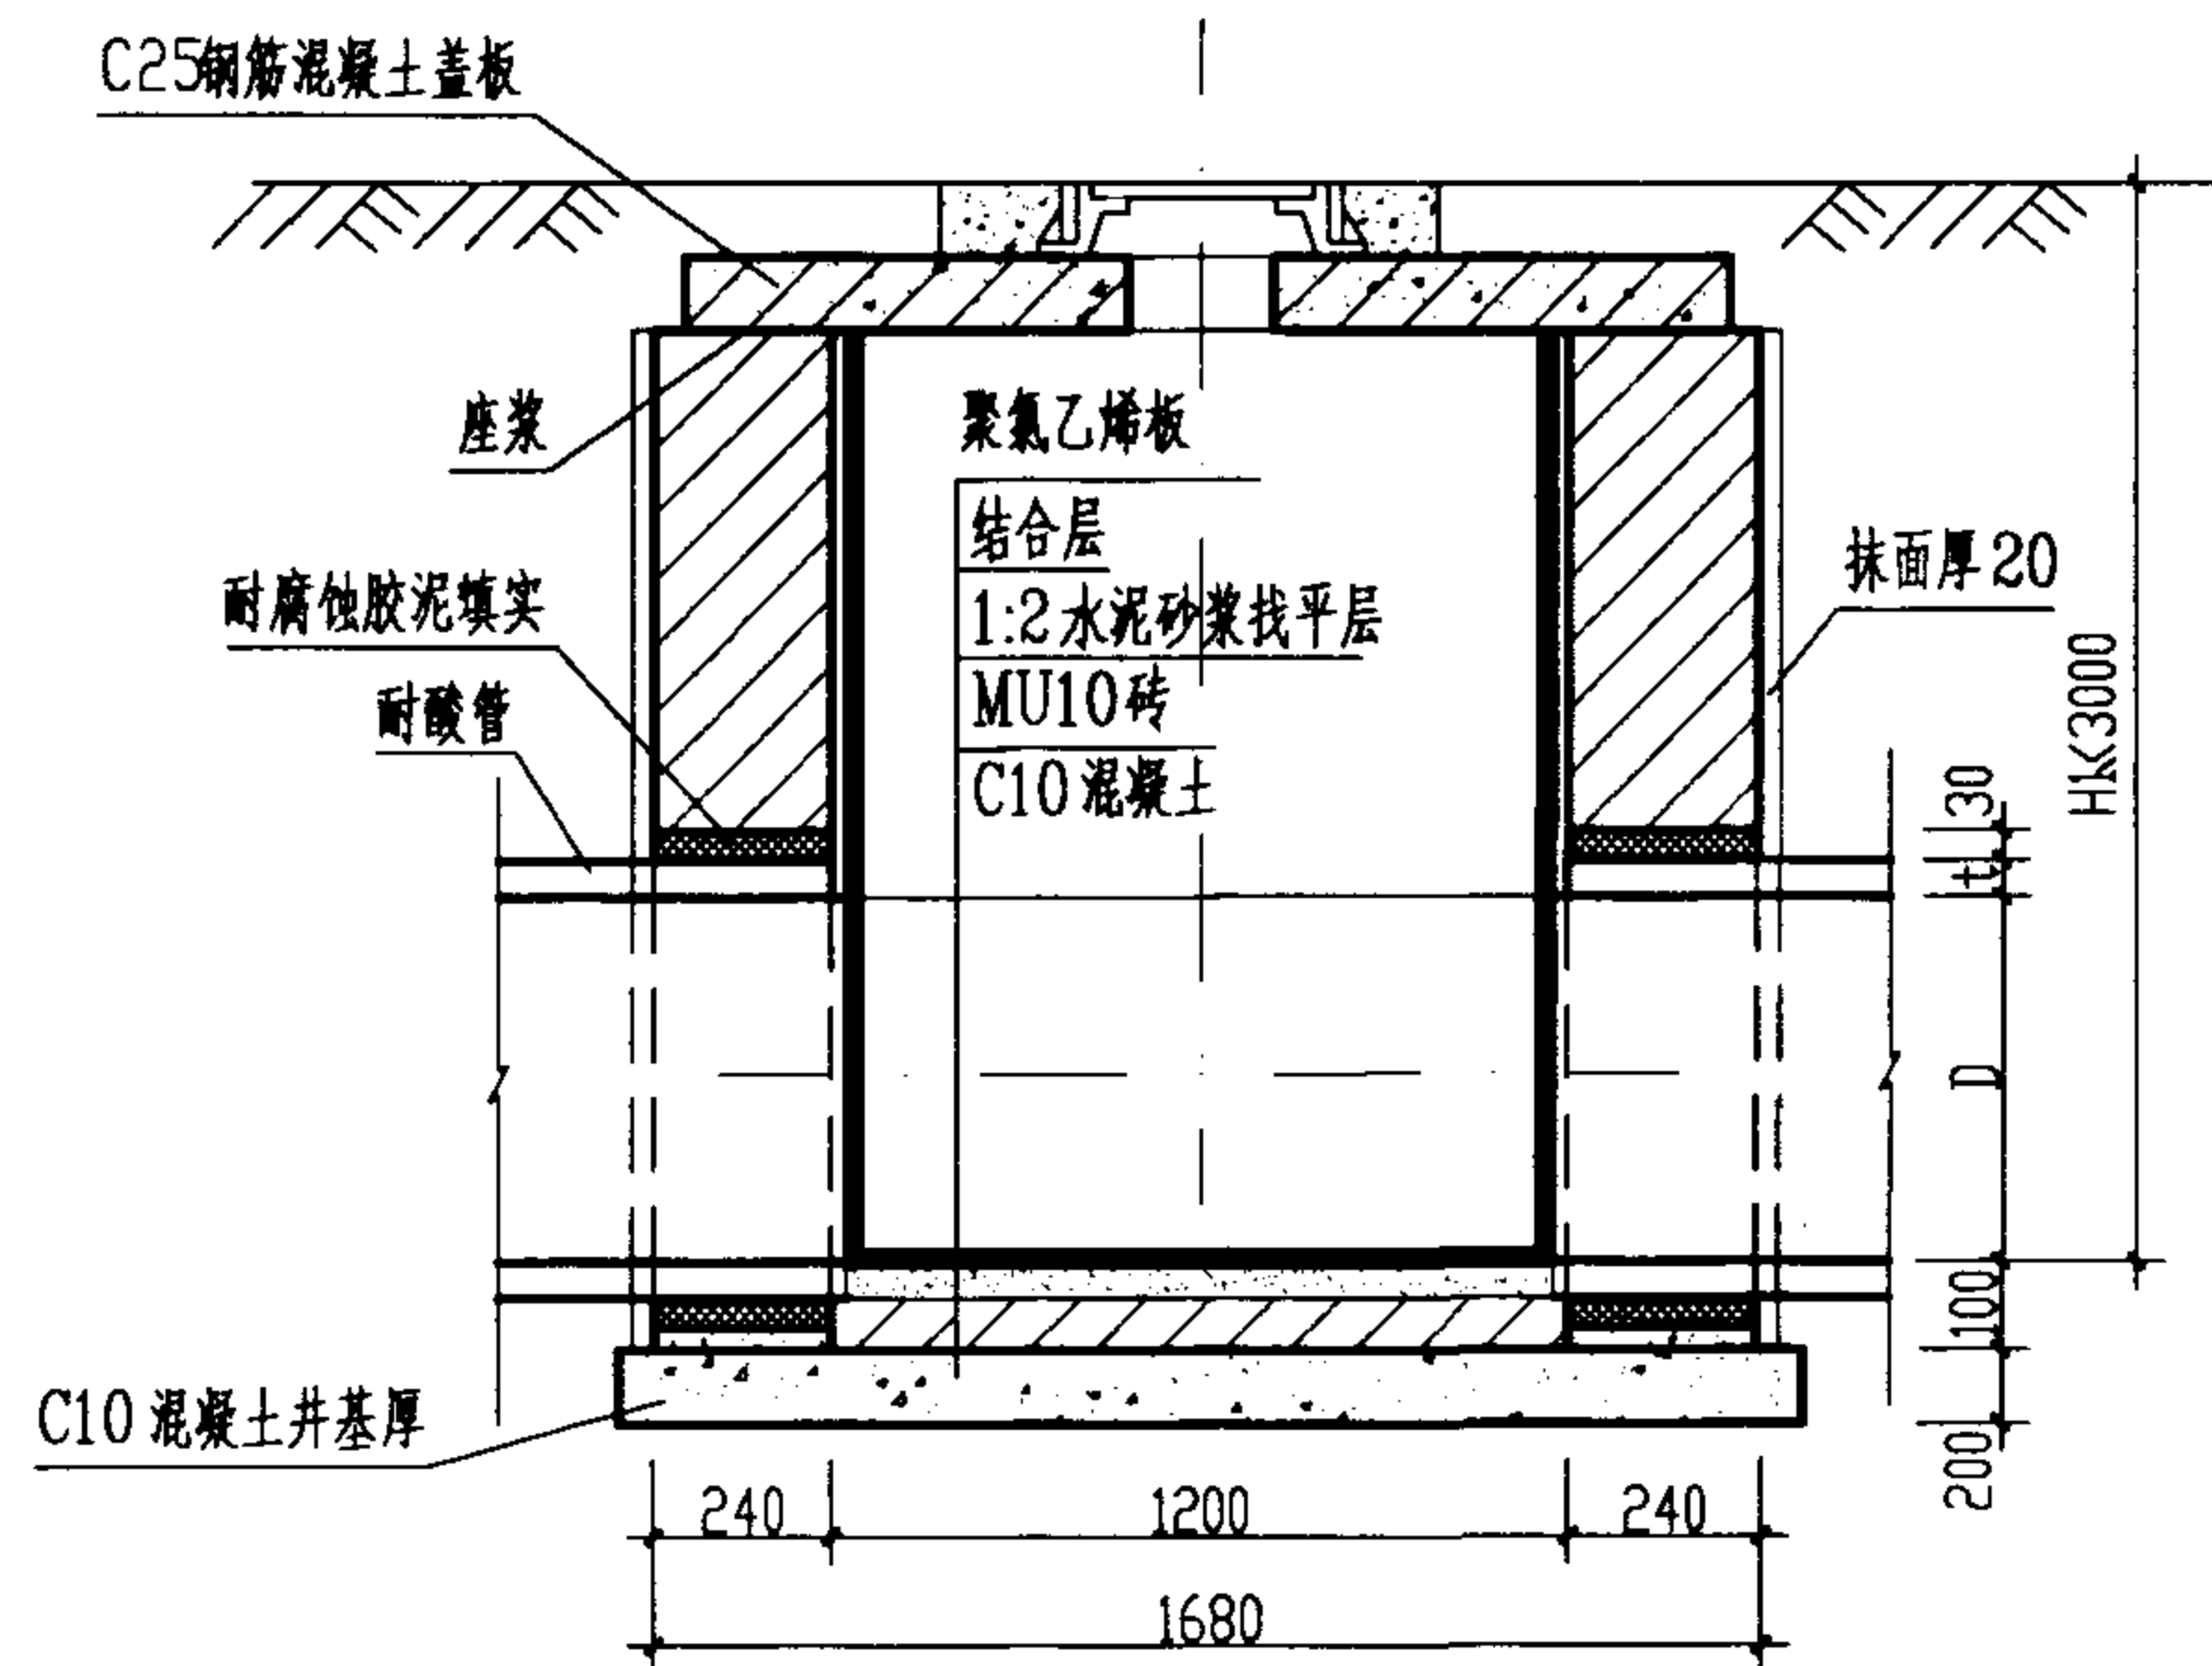 C25钢筋混凝土盖板
座浆
聚氯乙烯板
结合层
1:2水泥砂浆找平层
MU10砖
C10混凝土
抹面厚20
耐腐蚀胶泥填实
耐酸管
H1<3000
30
t
D
100
200
C10混凝土井基厚
240
1200
240
1680